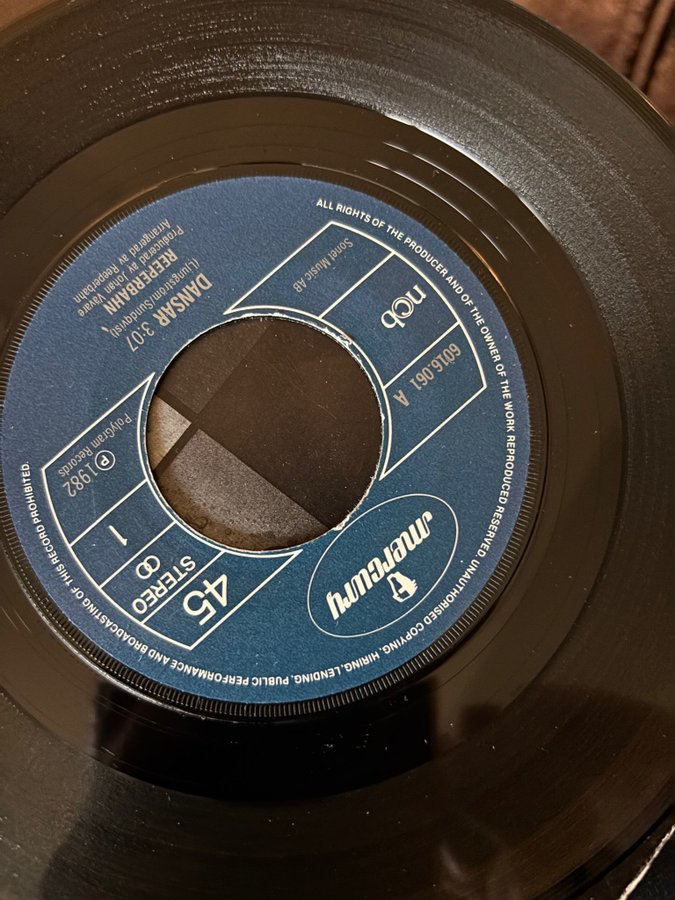 mercury
ALL RIGHTS OF THE PRODUCER AND OF THE OWNER OF THE WORK REPRODUCED RESERVED. UNAUTHORISED COPYING, HIRING, LENDING, PUBLIC PERFORMANCE AND BROADCASTING OF THIS RECORD PROHIBITED.
45
STEREO
1
℗ 1982
PolyGram Records
6016.061 A
ncb
Sonet Music AB
DANSAR 3:07
(Ljungstrom/Sundqvist)
REEPERBAHN
Producerad av Johan Vävare
Arrangerad av Reeperbahn